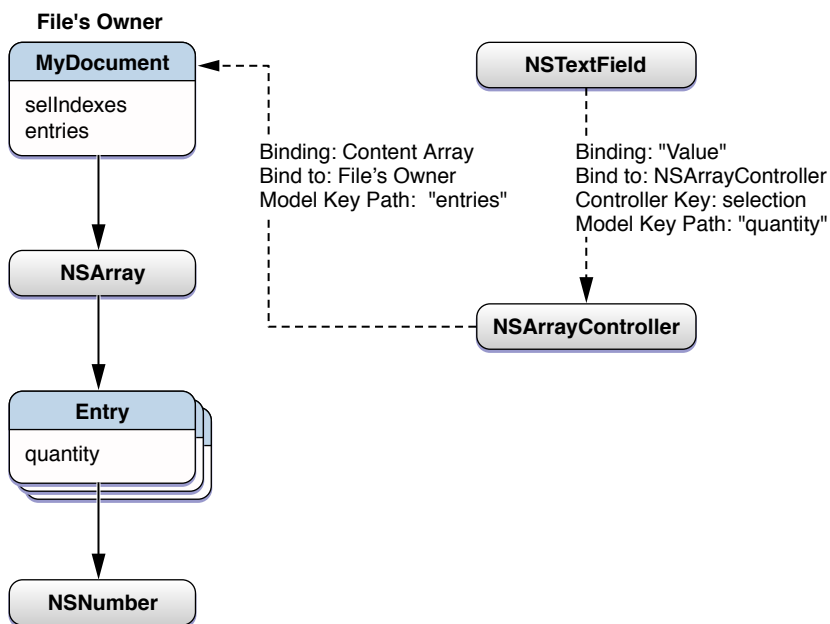 File's Owner
MyDocument
selIndexes
entries
NSTextField
Binding: Content Array
Bind to: File's Owner
Model Key Path:  "entries"
Binding: "Value"
Bind to: NSArrayController
Controller Key: selection
Model Key Path: "quantity"
NSArray
NSArrayController
Entry
quantity
NSNumber